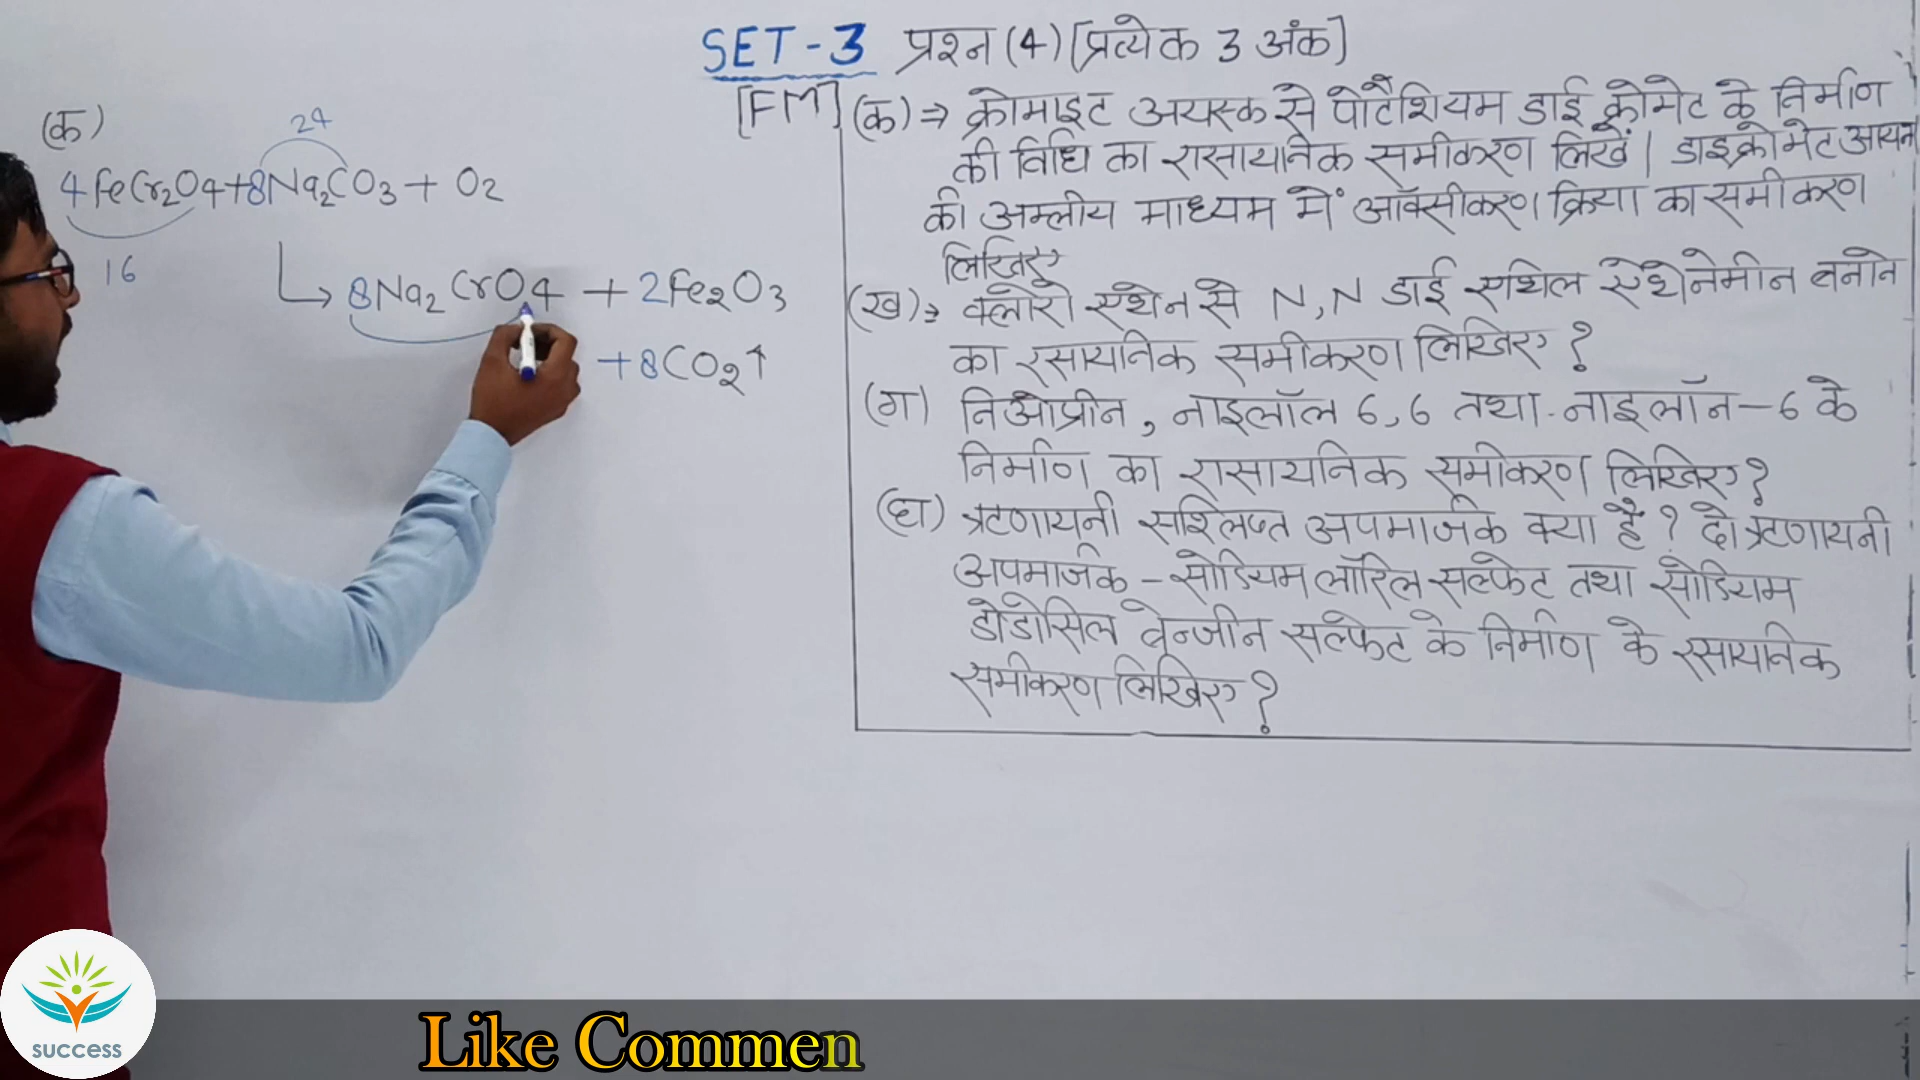 SET-3 प्रश्न (4) [प्रत्येक 3 अंक]
[FM] (क) ⇒ क्रोमाइट अयस्क से पोटैशियम डाई क्रोमेट के निर्माण
की विधि का रासायनिक समीकरण लिखें। डाइक्रोमेट आयन
की अम्लीय माध्यम में ऑक्सीकरण क्रिया का समीकरण
लिखिए
(ख) ⇒ क्लोरो एथेन से N,N डाई एथिल ऐथेनेमीन बनाने
का रसायनिक समीकरण लिखिए ?
(ग) निओप्रीन, नाइलॉल 6,6 तथा नाइलॉन-6 के
निर्माण का रासायनिक समीकरण लिखिए ?
(घ) ऋणायनी संश्लिष्त अपमार्जक क्या है ? दो ऋणायनी
अपमार्जक - सोडियम लॉरिल सल्फेट तथा सोडियम
डोडेसिल बेन्जीन सल्फेट के निर्माण के रसायनिक
समीकरण लिखिए ?
(क)
24
4FeCr2O4+8Na2CO3 + O2
16
8Na2CrO4 + 2Fe2O3
+8CO2↑
success
Like Commen